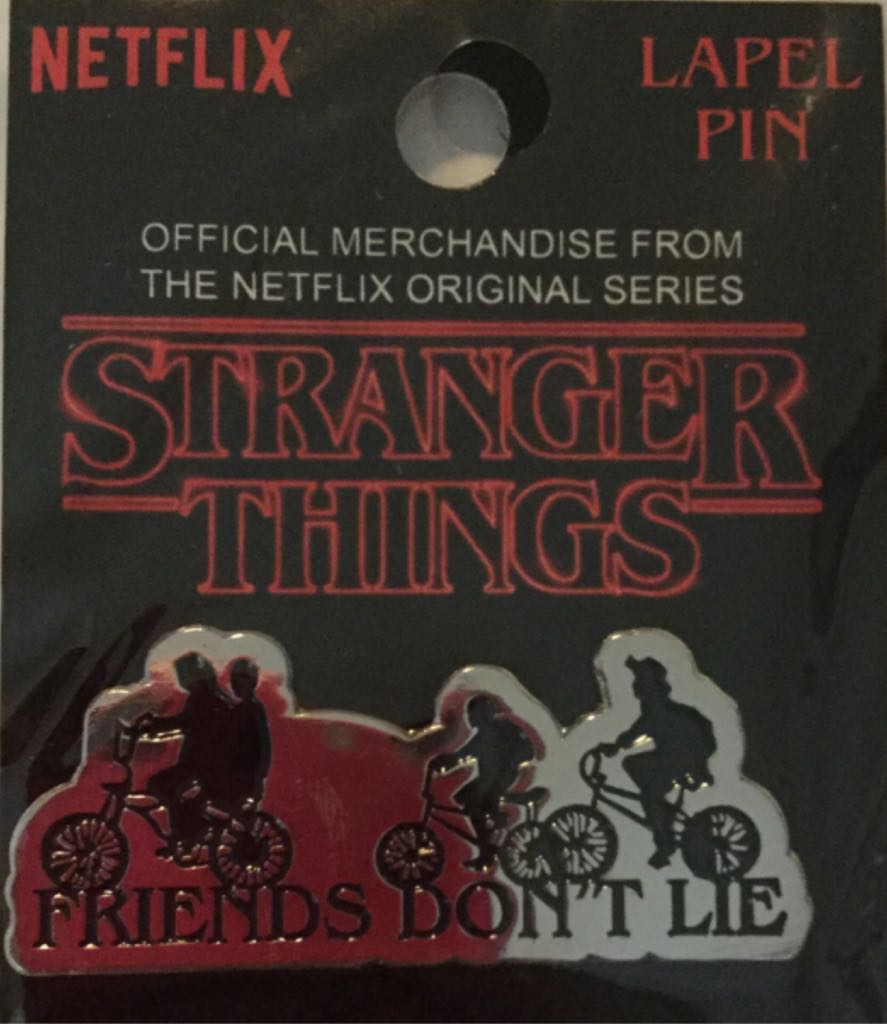 NETFLIX
LAPEL
PIN
OFFICIAL MERCHANDISE FROM
THE NETFLIX ORIGINAL SERIES
STRANGER
THINGS
FRIENDS DON'T LIE